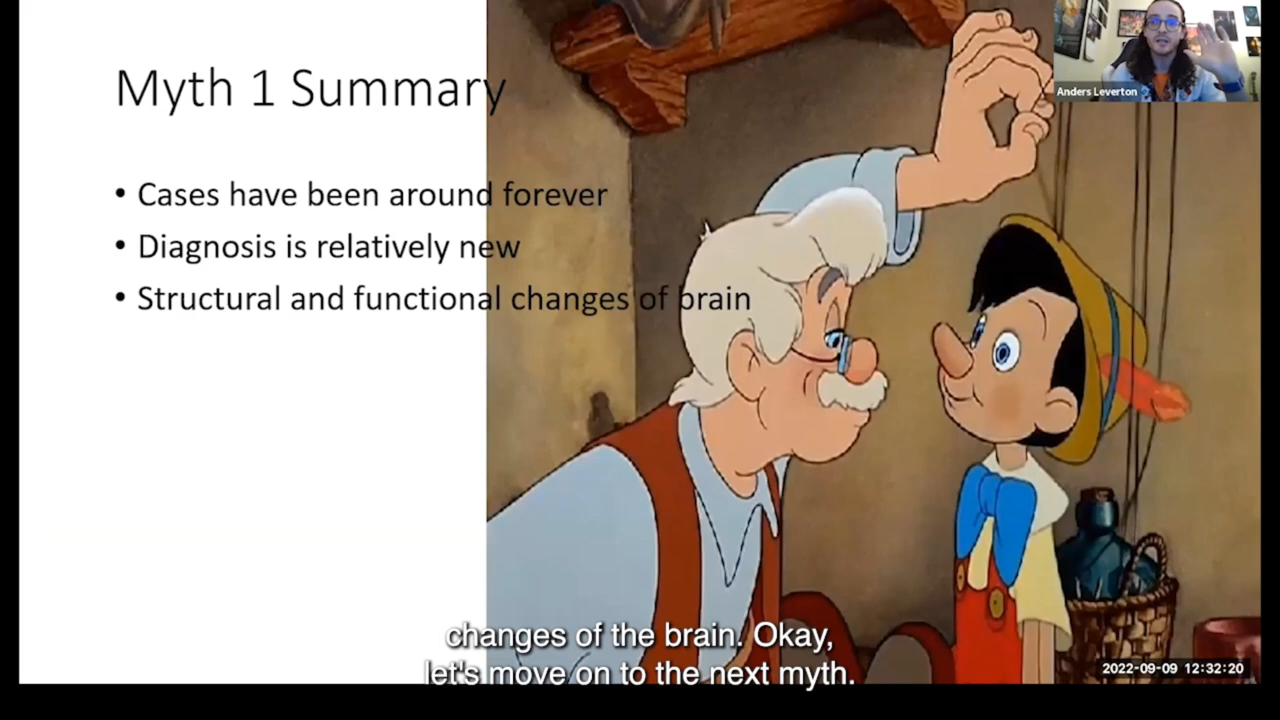 Myth 1 Summary
Anders Leverton
• Cases have been around forever
• Diagnosis is relatively new
• Structural and functional changes of brain
changes of the brain. Okay,
let's move on to the next myth.
2022-09-09 12:32:20